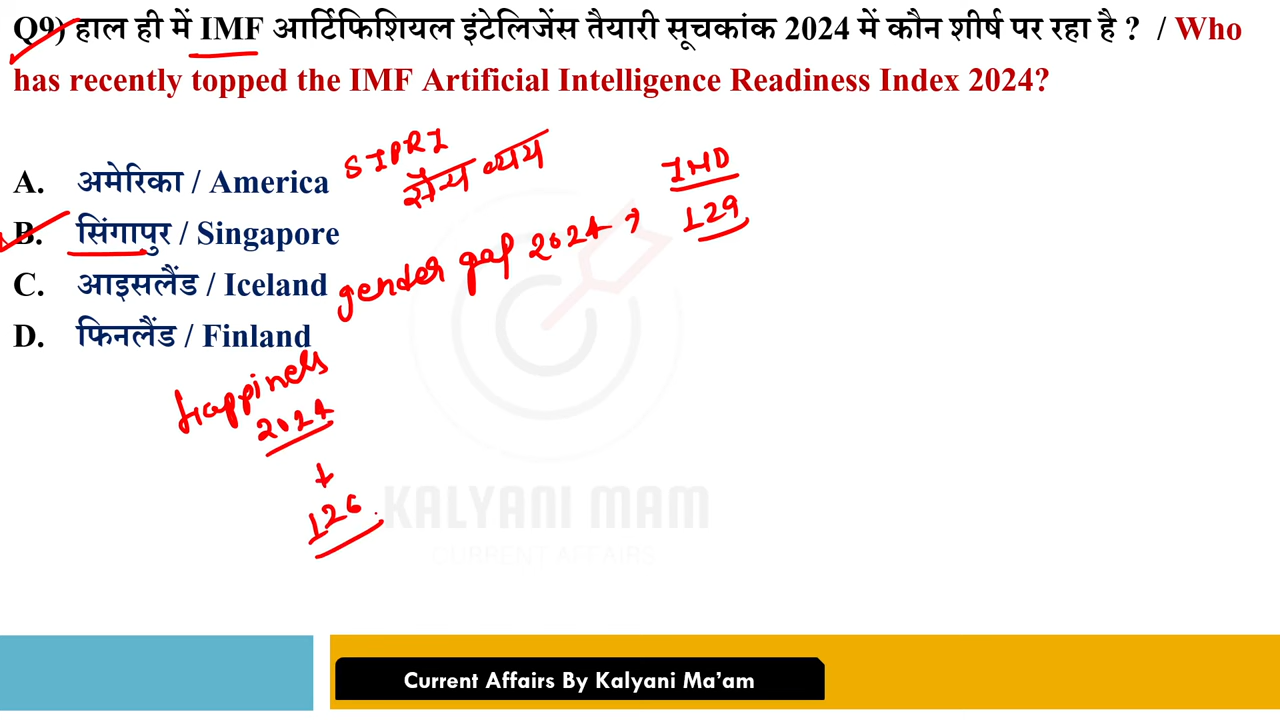 Q9) हाल ही में IMF आर्टिफिशियल इंटेलिजेंस तैयारी सूचकांक 2024 में कौन शीर्ष पर रहा है ? / Who
has recently topped the IMF Artificial Intelligence Readiness Index 2024?
A. अमेरिका / America
B. सिंगापुर / Singapore
C. आइसलैंड / Iceland
D. फिनलैंड / Finland
SIPRI
सैन्य व्यय
IND
129
gender gap 2024
Happiness
2024
126
KALYANI MAM
CURRENT AFFAIRS
Current Affairs By Kalyani Ma’am